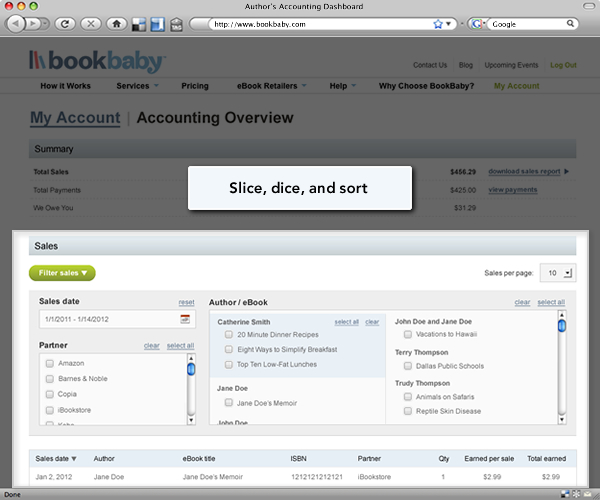 Author's Accounting Dashboard
http://www.bookbaby.com
Google
bookbaby
Contact Us Blog Upcoming Events Log Out
How it Works Services Pricing eBook Retailers Help Why Choose BookBaby? My Account
My Account | Accounting Overview
Summary
Total Sales $456.29 download sales report
Total Payments $425.00 view payments
We Owe You $31.29
Slice, dice, and sort
Sales
Filter sales Sales per page: 10
Sales date reset
1/1/2011 - 1/14/2012
Partner clear select all
Amazon
Barnes & Noble
Copia
iBookstore
Kobo
Author / eBook clear select all
Catherine Smith select all clear
20 Minute Dinner Recipes
Eight Ways to Simplify Breakfast
Top Ten Low-Fat Lunches
Jane Doe
Jane Doe's Memoir
John Doe
John Doe and Jane Doe
Vacations to Hawaii
Terry Thompson
Dallas Public Schools
Trudy Thompson
Animals on Safaris
Reptile Skin Disease
Sales date Author eBook title ISBN Partner Qty Earned per sale Total earned
Jan 2, 2012 Jane Doe Jane Doe's Memoir 1212121212121 iBookstore 1 $2.99 $2.99
Done